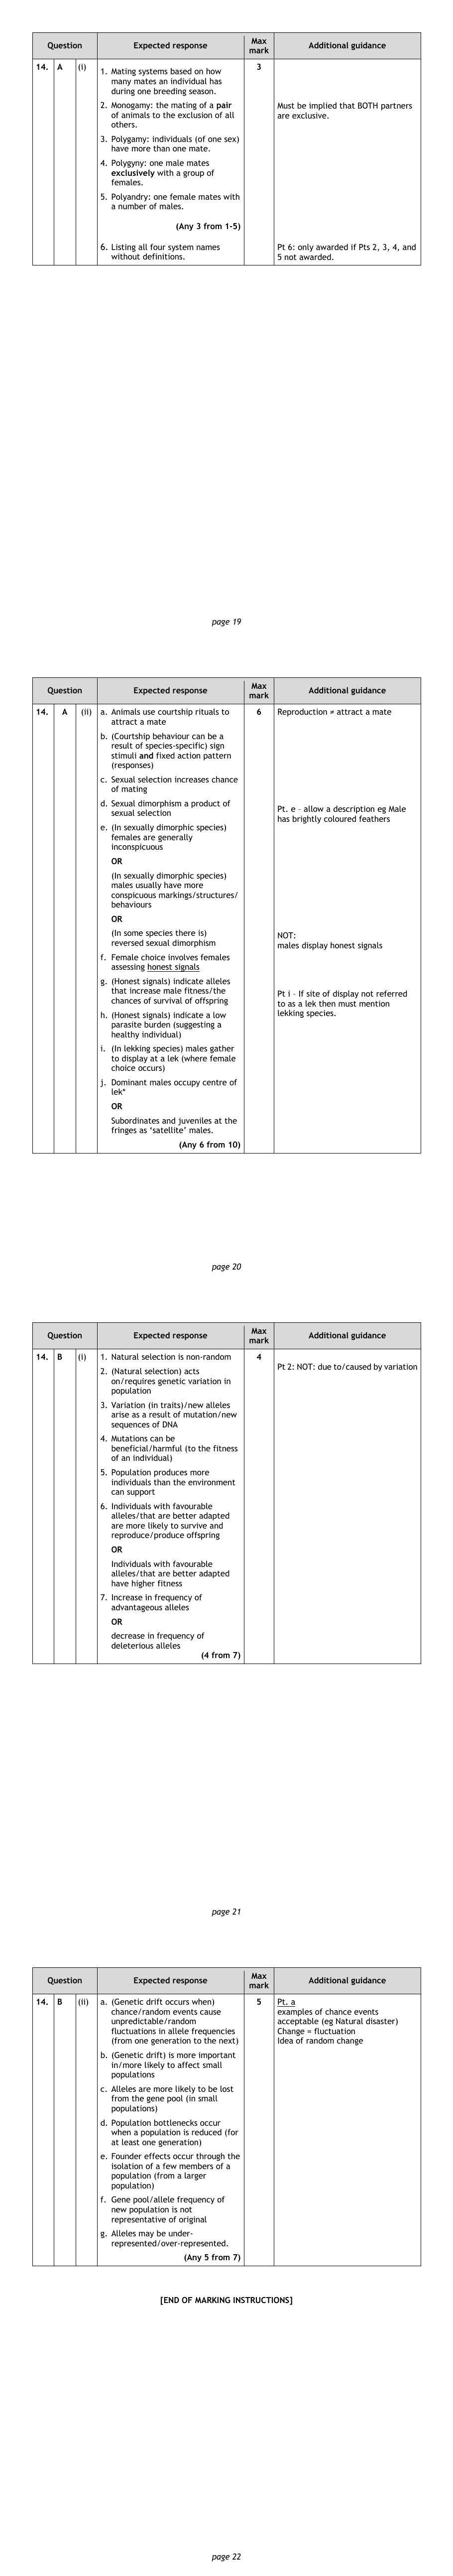 Question Expected response Max mark Additional guidance
14. A (i) 1. Mating systems based on how 3
many mates an individual has
during one breeding season.
2. Monogamy: the mating of a pair Must be implied that BOTH partners
of animals to the exclusion of all are exclusive.
others.
3. Polygamy: individuals (of one sex)
have more than one mate.
4. Polygyny: one male mates
exclusively with a group of
females.
5. Polyandry: one female mates with
a number of males.
(Any 3 from 1-5)
6. Listing all four system names Pt 6: only awarded if Pts 2, 3, 4, and
without definitions. 5 not awarded.
page 19
Question Expected response Max mark Additional guidance
14. A (ii) a. Animals use courtship rituals to 6 Reproduction ≠ attract a mate
attract a mate
b. (Courtship behaviour can be a
result of species-specific) sign
stimuli and fixed action pattern
(responses)
c. Sexual selection increases chance
of mating
d. Sexual dimorphism a product of Pt. e – allow a description eg Male
sexual selection has brightly coloured feathers
e. (In sexually dimorphic species)
females are generally
inconspicuous
OR
(In sexually dimorphic species)
males usually have more
conspicuous markings/structures/
behaviours
OR
(In some species there is) NOT:
reversed sexual dimorphism males display honest signals
f. Female choice involves females
assessing honest signals
g. (Honest signals) indicate alleles Pt i – If site of display not referred
that increase male fitness/the to as a lek then must mention
chances of survival of offspring lekking species.
h. (Honest signals) indicate a low
parasite burden (suggesting a
healthy individual)
i. (In lekking species) males gather
to display at a lek (where female
choice occurs)
j. Dominant males occupy centre of
lek*
OR
Subordinates and juveniles at the
fringes as ‘satellite’ males.
(Any 6 from 10)
page 20
Question Expected response Max mark Additional guidance
14. B (i) 1. Natural selection is non-random 4
2. (Natural selection) acts Pt 2: NOT: due to/caused by variation
on/requires genetic variation in
population
3. Variation (in traits)/new alleles
arise as a result of mutation/new
sequences of DNA
4. Mutations can be
beneficial/harmful (to the fitness
of an individual)
5. Population produces more
individuals than the environment
can support
6. Individuals with favourable
alleles/that are better adapted
are more likely to survive and
reproduce/produce offspring
OR
Individuals with favourable
alleles/that are better adapted
have higher fitness
7. Increase in frequency of
advantageous alleles
OR
decrease in frequency of
deleterious alleles
(4 from 7)
page 21
Question Expected response Max mark Additional guidance
14. B (ii) a. (Genetic drift occurs when) 5 Pt. a
chance/random events cause examples of chance events
unpredictable/random acceptable (eg Natural disaster)
fluctuations in allele frequencies Change = fluctuation
(from one generation to the next) Idea of random change
b. (Genetic drift) is more important
in/more likely to affect small
populations
c. Alleles are more likely to be lost
from the gene pool (in small
populations)
d. Population bottlenecks occur
when a population is reduced (for
at least one generation)
e. Founder effects occur through the
isolation of a few members of a
population (from a larger
population)
f. Gene pool/allele frequency of
new population is not
representative of original
g. Alleles may be under-
represented/over-represented.
(Any 5 from 7)
[END OF MARKING INSTRUCTIONS]
page 22